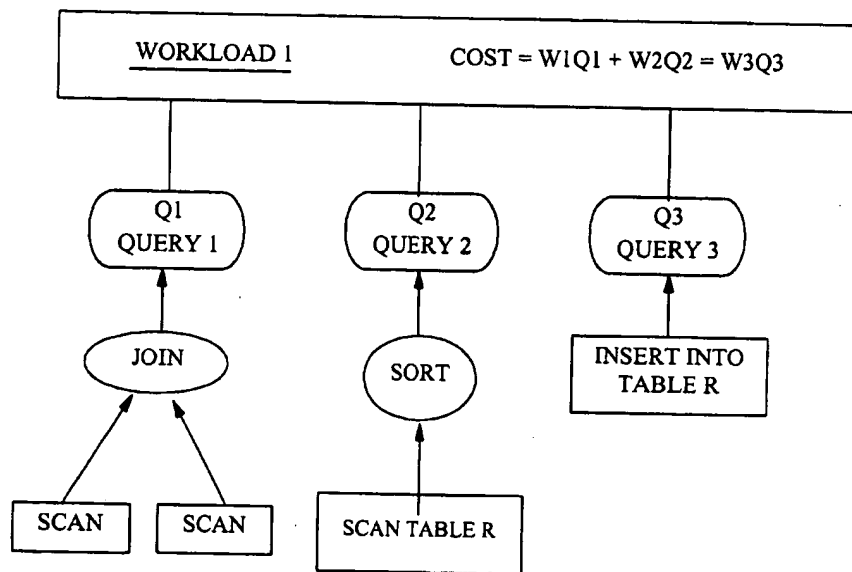 WORKLOAD 1
COST = W1Q1 + W2Q2 = W3Q3
Q1
QUERY 1
Q2
QUERY 2
Q3
QUERY 3
JOIN
SORT
INSERT INTO
TABLE R
SCAN
SCAN
SCAN TABLE R